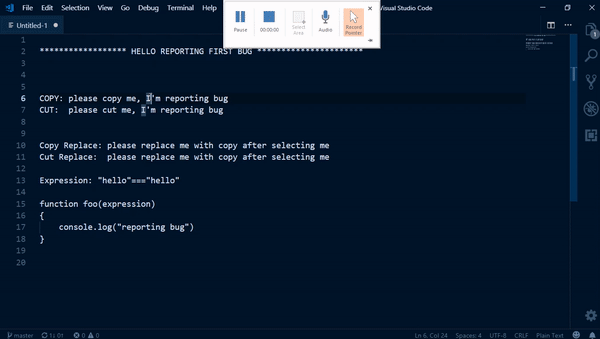 File Edit Selection View Go Debug Terminal Help Visual Studio Code
Pause 00:00:00 Select Area Audio Record Pointer
Untitled-1
1
2 ****************** HELLO REPORTING FIRST BUG **********************
3
4
5
6 COPY: please copy me, I'm reporting bug
7 CUT: please cut me, I'm reporting bug
8
9
10 Copy Replace: please replace me with copy after selecting me
11 Cut Replace: please replace me with copy after selecting me
12
13 Expression: "hello"==="hello"
14
15 function foo(expression)
16 {
17 console.log("reporting bug")
18 }
19
20
master 1↓ 0↑ 0 0 Ln 6, Col 24 Spaces: 4 UTF-8 CRLF Plain Text